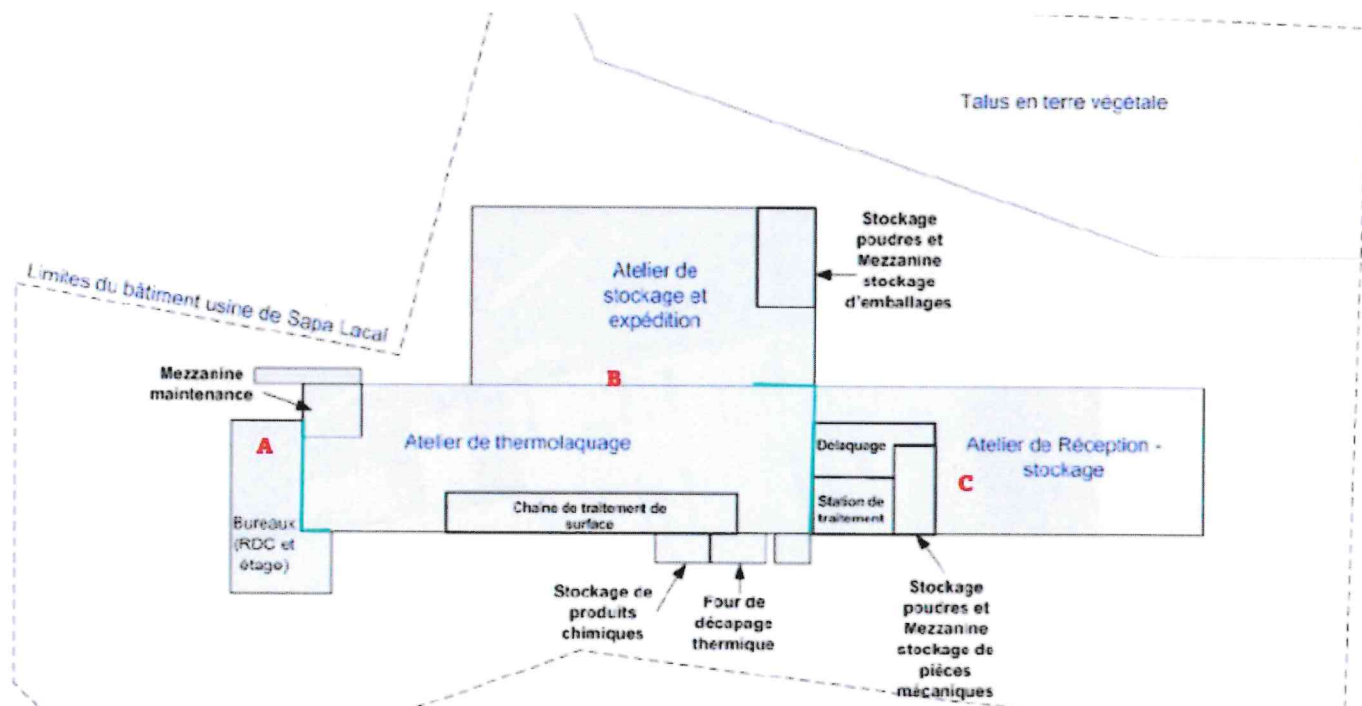 Talus en terre végétale
Stockage
poudres et
Mezzanine
stockage
d'emballages
Atelier de
stockage et
expédition
Limites du bâtiment usine de Sapa Lacal
Mezzanine
maintenance
B
A
Atelier de thermolaquage
Délaquage
Atelier de Réception -
stockage
C
Chaîne de traitement de
surface
Station de
traitement
Bureaux
(RDC et
étage)
Stockage de
produits
chimiques
Four de
décapage
thermique
Stockage
poudres et
Mezzanine
stockage de
pièces
mécaniques